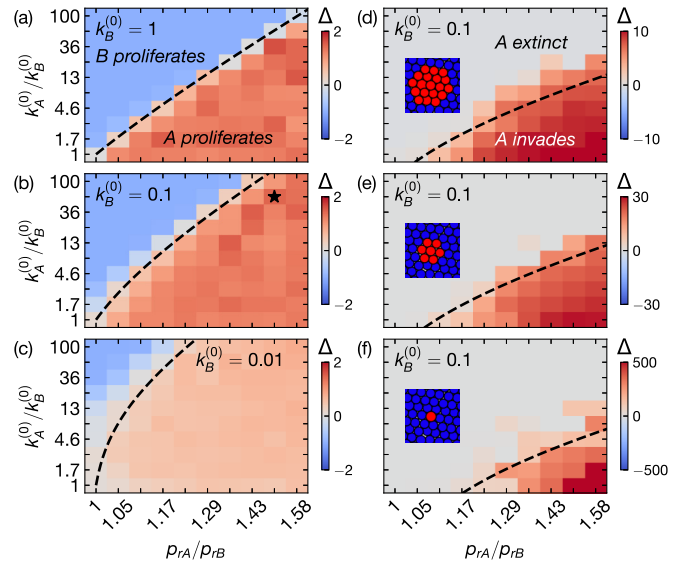 (a)
k_B^(0) = 1
B proliferates
A proliferates
k_A^(0)/k_B^(0)
100
36
13
4.6
1.7
1
Δ
2
0
−2
(d)
k_B^(0) = 0.1
A extinct
A invades
Δ
10
0
−10
(b)
k_B^(0) = 0.1
k_A^(0)/k_B^(0)
100
36
13
4.6
1.7
1
Δ
2
0
−2
(e)
k_B^(0) = 0.1
Δ
30
0
−30
(c)
k_B^(0) = 0.01
k_A^(0)/k_B^(0)
100
36
13
4.6
1.7
1
Δ
2
0
−2
1
1.05
1.17
1.29
1.43
1.58
p_rA/p_rB
(f)
k_B^(0) = 0.1
Δ
500
0
−500
1
1.05
1.17
1.29
1.43
1.58
p_rA/p_rB